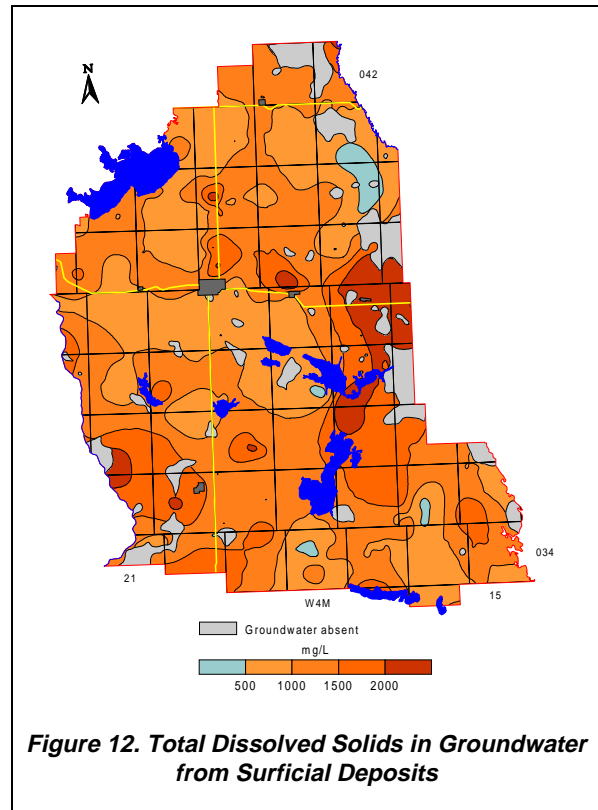 N
042
034
21
15
W4M
Groundwater absent
mg/L
500 1000 1500 2000
Figure 12. Total Dissolved Solids in Groundwater
from Surficial Deposits